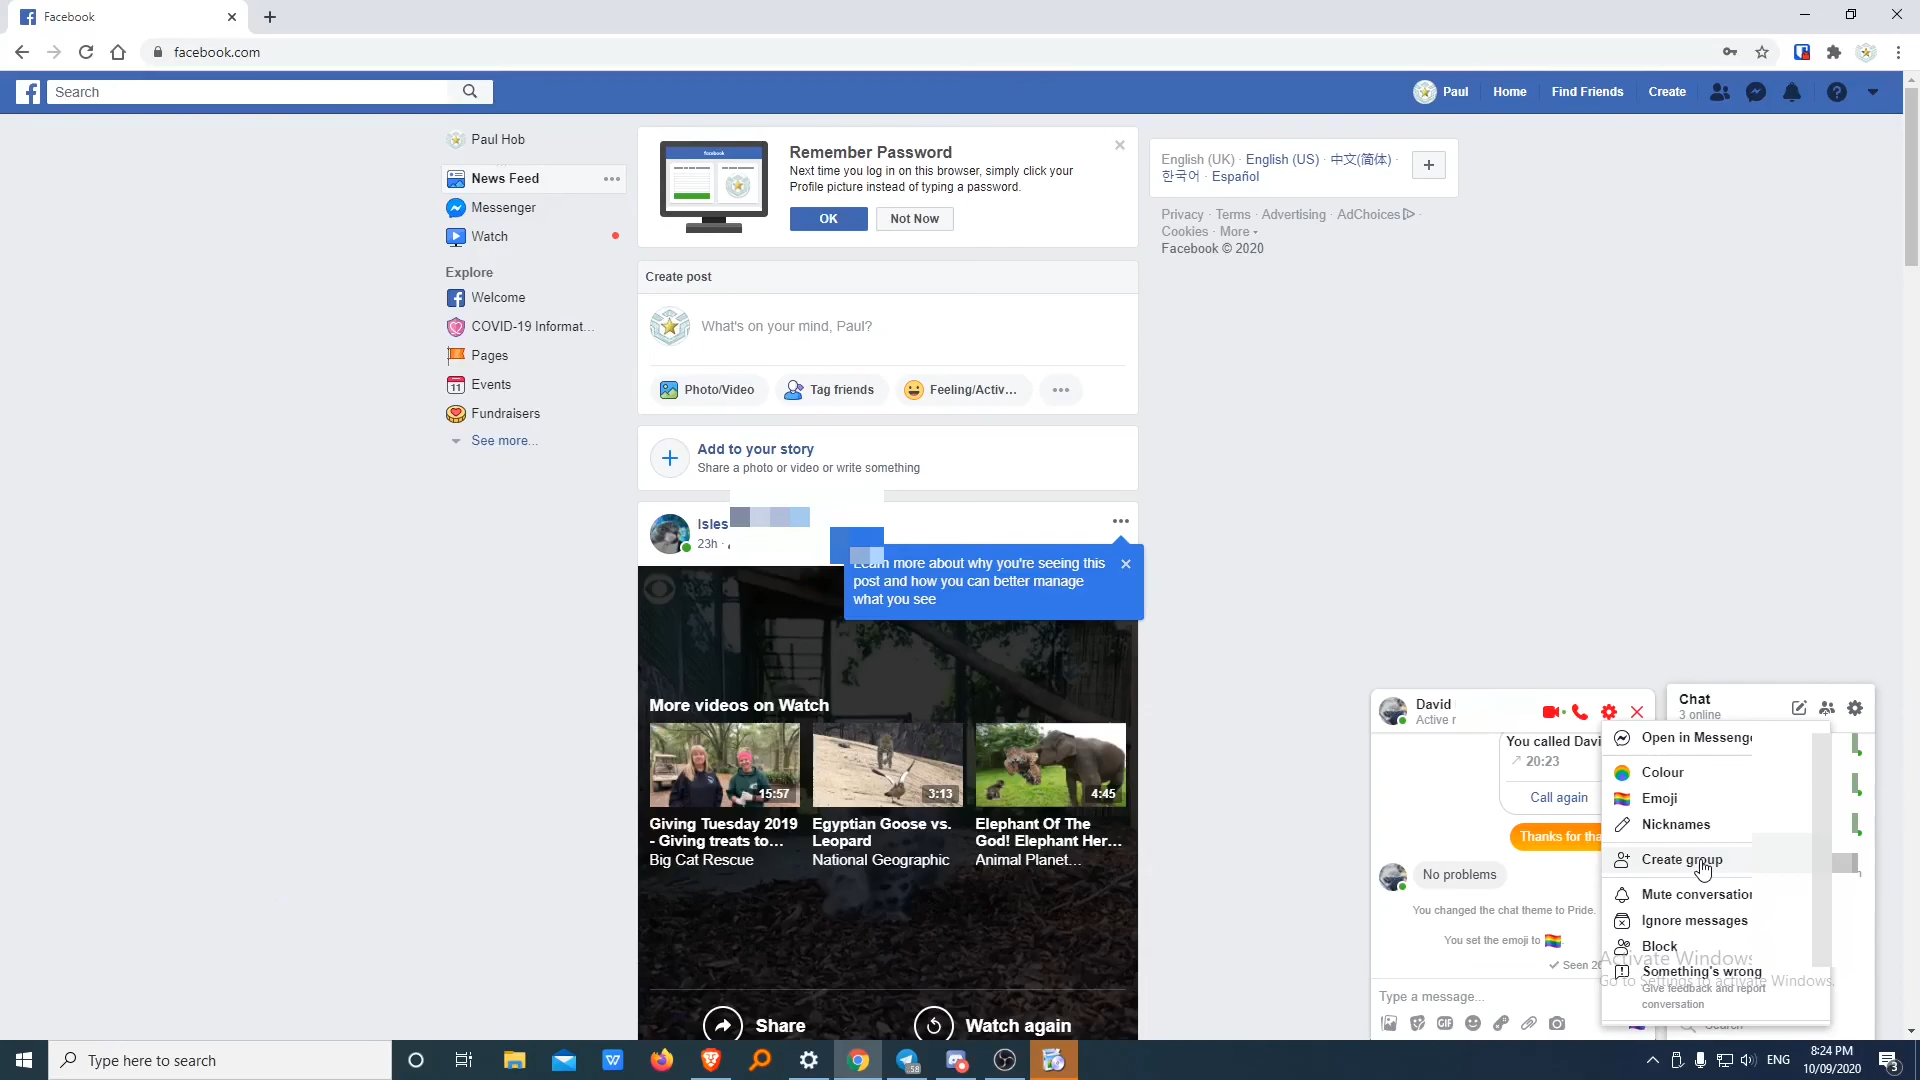 Facebook
facebook.com
Search
Paul
Home
Find Friends
Create
Paul Hob
News Feed
Messenger
Watch
Explore
Welcome
COVID-19 Informat...
Pages
11
Events
Fundraisers
See more...
facebook
Remember Password
Next time you log in on this browser, simply click your
Profile picture instead of typing a password.
OK
Not Now
English (UK) · English (US) · 中文(简体) ·
한국어 · Español
Privacy · Terms · Advertising · AdChoices ·
Cookies · More
Facebook © 2020
Create post
What's on your mind, Paul?
Photo/Video
Tag friends
Feeling/Activ...
Add to your story
Share a photo or video or write something
Isles
23h ·
Learn more about why you're seeing this
post and how you can better manage
what you see
More videos on Watch
15:57
3:13
4:45
Giving Tuesday 2019
- Giving treats to...
Big Cat Rescue
Egyptian Goose vs.
Leopard
National Geographic
Elephant Of The
God! Elephant Her...
Animal Planet...
Share
Watch again
David
Active
You called Davi
20:23
Call again
Thanks for tha
No problems
You changed the chat theme to Pride.
You set the emoji to
Seen 20
Type a message...
GIF
Chat
3 online
Open in Messenge
Colour
Emoji
Nicknames
Create group
Mute conversation
Ignore messages
Block
Something's wrong
Give feedback and report
conversation
Activate Windows
Go to Settings to activate Windows.
Search
Type here to search
58
ENG
8:24 PM
10/09/2020
3